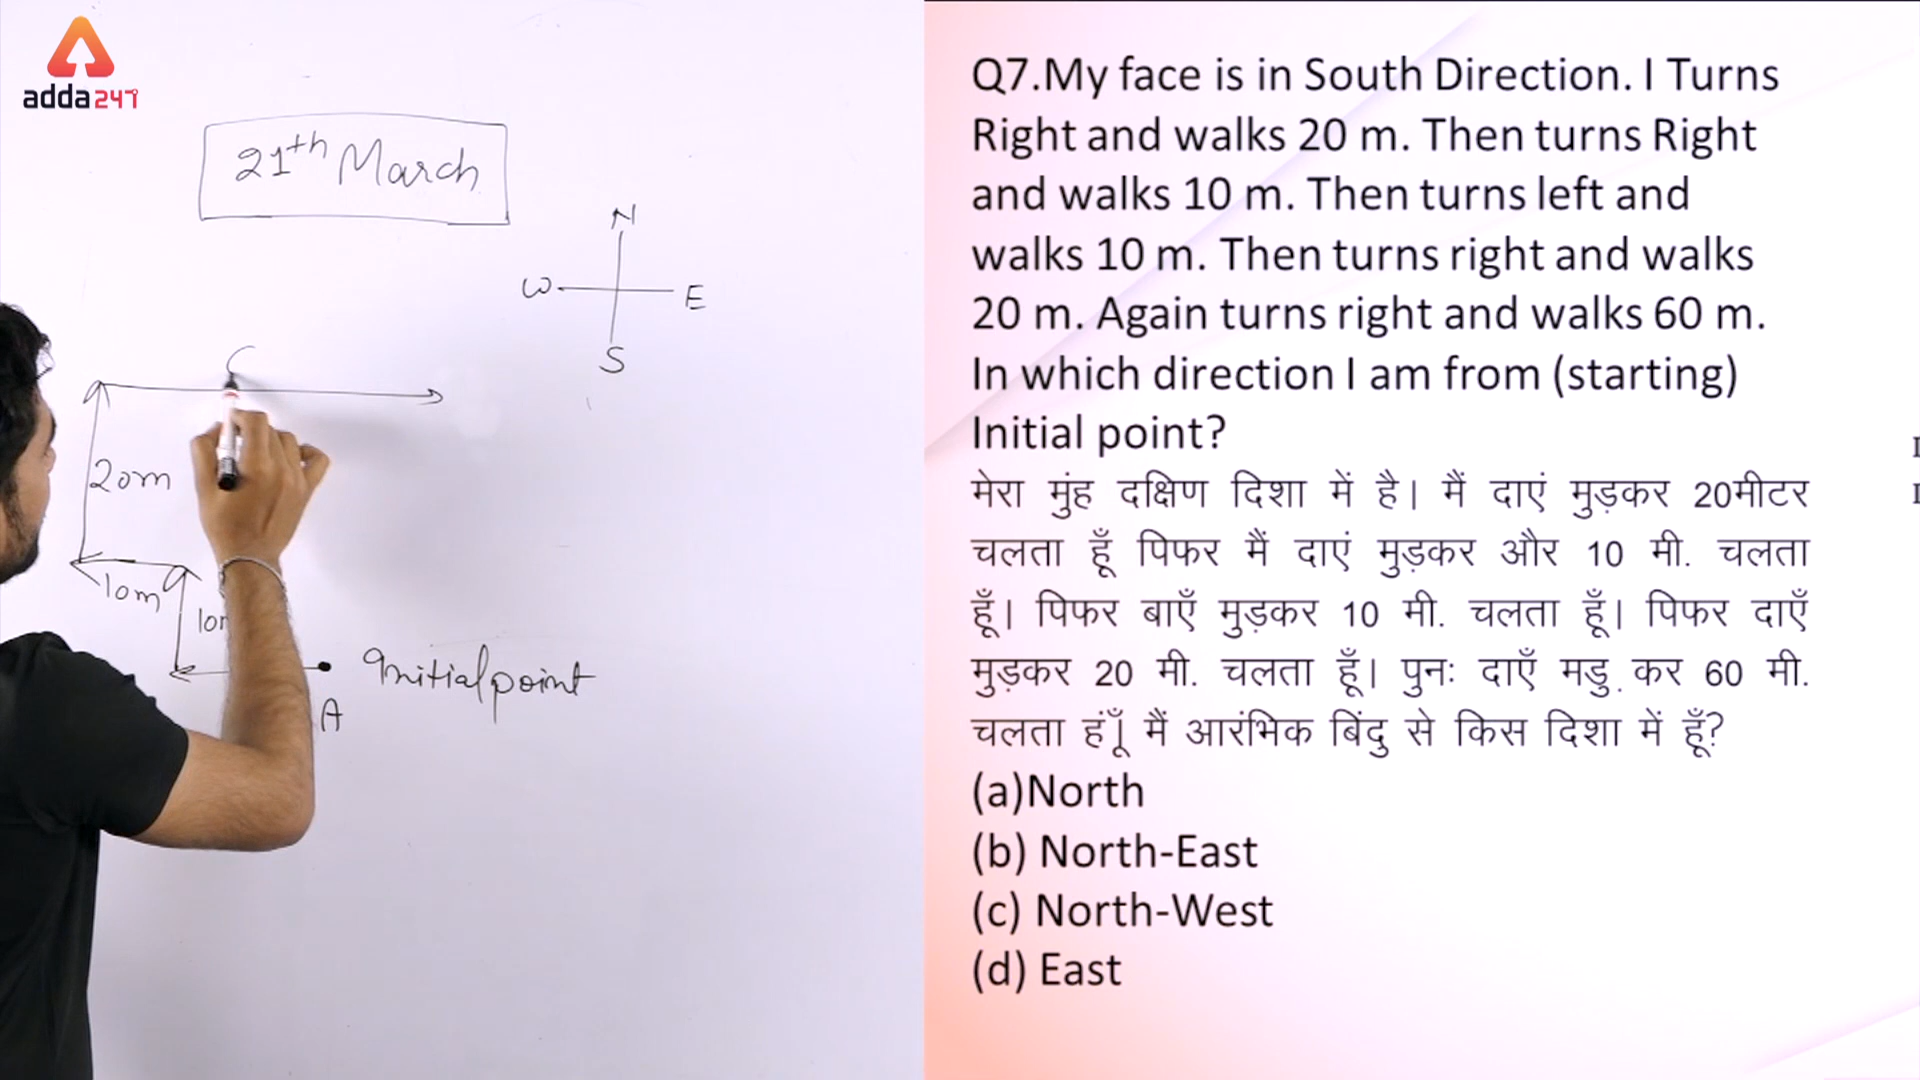 adda247
21th March
N
W
E
S
C
20m
10m
Initial point
A
Q7.My face is in South Direction. I Turns
Right and walks 20 m. Then turns Right
and walks 10 m. Then turns left and
walks 10 m. Then turns right and walks
20 m. Again turns right and walks 60 m.
In which direction I am from (starting)
Initial point?
मेरा मुंह दक्षिण दिशा में है। मैं दाएं मुड़कर 20मीटर
चलता हूँ पिफर मैं दाएं मुड़कर और 10 मी. चलता
हूँ। पिफर बाएँ मुड़कर 10 मी. चलता हूँ। पिफर दाएँ
मुड़कर 20 मी. चलता हूँ। पुनः दाएँ मडु कर 60 मी.
चलता हंूँ। मैं आरंभिक बिंदु से किस दिशा में हूँ?
(a)North
(b) North-East
(c) North-West
(d) East